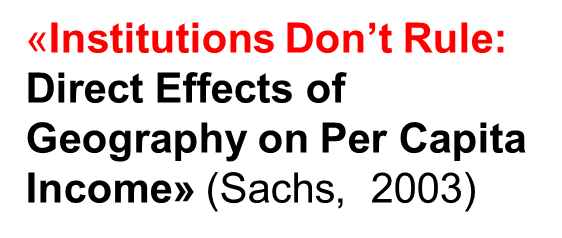 «Institutions Don’t Rule:
Direct Effects of
Geography on Per Capita
Income» (Sachs, 2003)